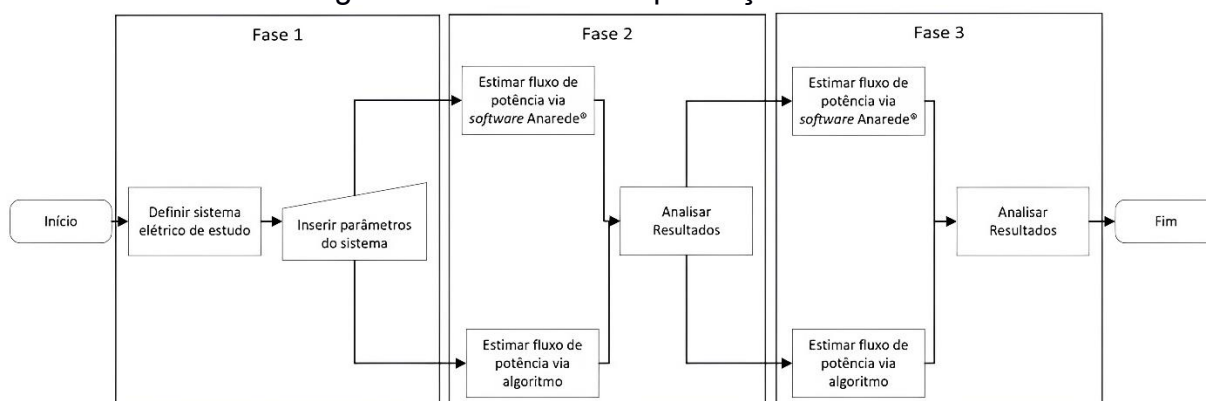 Fase 1
Fase 2
Fase 3
Início
Definir sistema
elétrico de estudo
Inserir parâmetros
do sistema
Estimar fluxo de
potência via
software Anarede®
Estimar fluxo de
potência via
algoritmo
Analisar
Resultados
Estimar fluxo de
potência via
software Anarede®
Estimar fluxo de
potência via
algoritmo
Analisar
Resultados
Fim